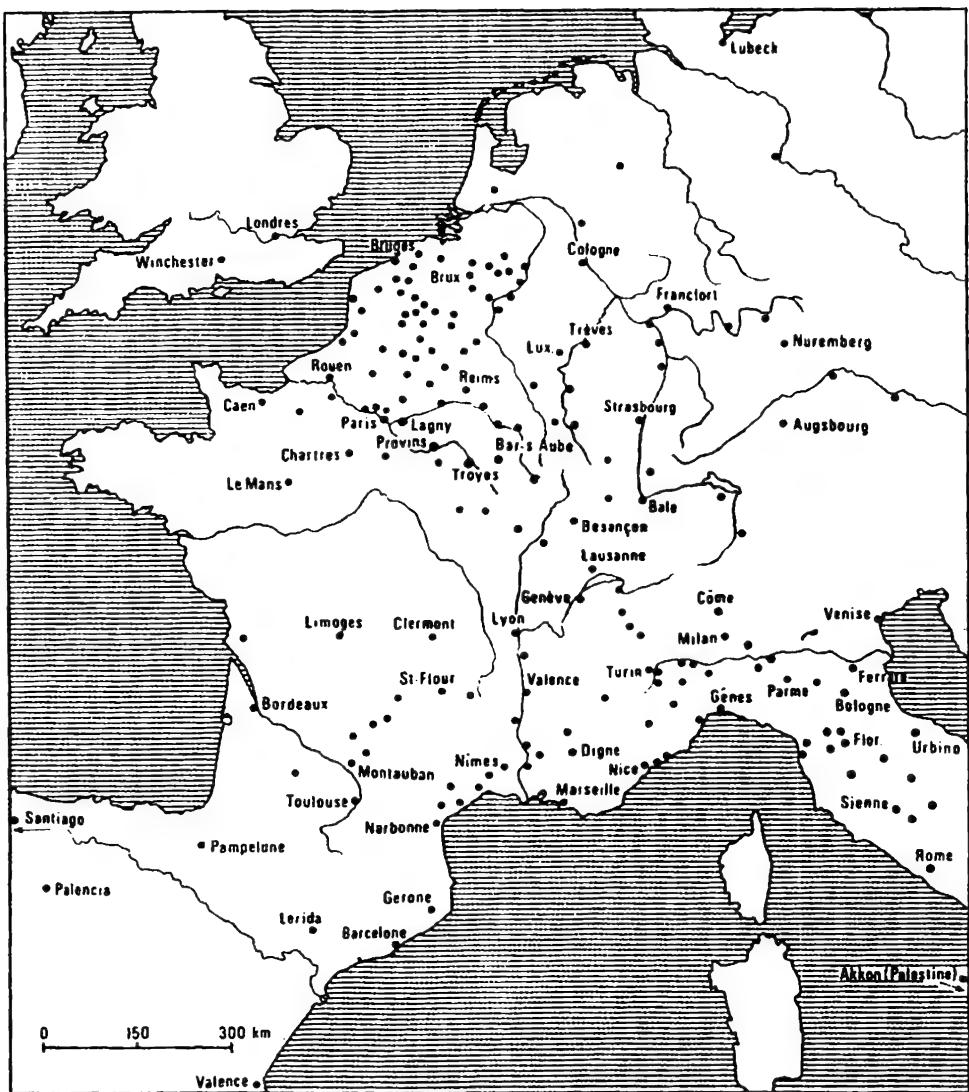 Lubeck
Londres
Winchester
Bruges
Brux
Cologne
Francfort
Trèves
Lux.
Nuremberg
Rouen
Reims
Caen
Strasbourg
Paris
Lagny
Augsbourg
Provins
Bar-s Aube
Chartres
Troyes
Le Mans
Bale
Besançon
Lausanne
Genève
Côme
Venise
Limoges
Clermont
Lyon
Milan
St-Flour
Valence
Turin
Ferrare
Parme
Bordeaux
Gênes
Bologne
Digne
Flor.
Urbino
Nimes
Nice
Montauban
Marseille
Toulouse
Sienne
Santiago
Narbonne
Pampelune
Rome
Palencia
Gerone
Lerida
Barcelone
Akkon (Palestine)
0 150 300 km
Valence